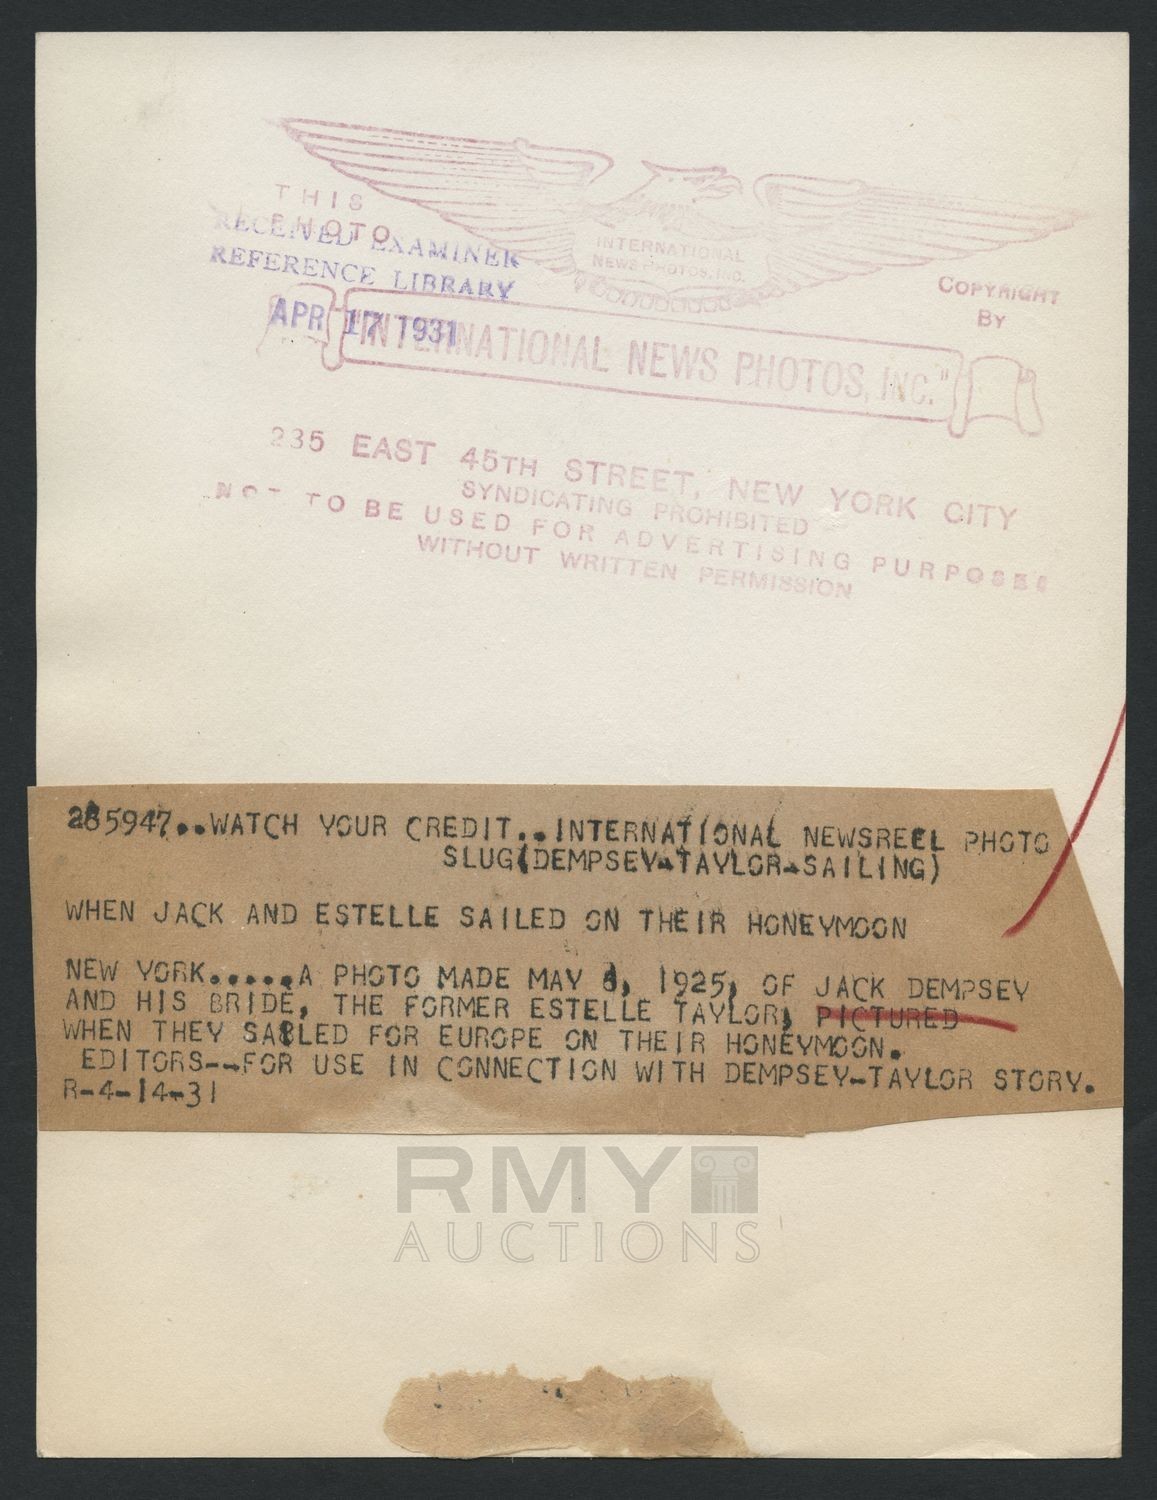 THIS
PHOTO
RECEIVED EXAMINER
REFERENCE LIBRARY
APR 17 1931
INTERNATIONAL
NEWS PHOTOS, INC.
COPYRIGHT
BY
"INTERNATIONAL NEWS PHOTOS, INC."
235 EAST 45TH STREET, NEW YORK CITY
SYNDICATING PROHIBITED
NOT TO BE USED FOR ADVERTISING PURPOSES
WITHOUT WRITTEN PERMISSION
285947..WATCH YOUR CREDIT..INTERNATIONAL NEWSREEL PHOTO
SLUG(DEMPSEY-TAYLOR-SAILING)
WHEN JACK AND ESTELLE SAILED ON THEIR HONEYMOON
NEW YORK.....A PHOTO MADE MAY 6, 1925, OF JACK DEMPSEY
AND HIS BRIDE, THE FORMER ESTELLE TAYLOR, PICTURED
WHEN THEY SAILED FOR EUROPE ON THEIR HONEYMOON.
EDITORS--FOR USE IN CONNECTION WITH DEMPSEY-TAYLOR STORY.
R-4-14-31
RMY
AUCTIONS